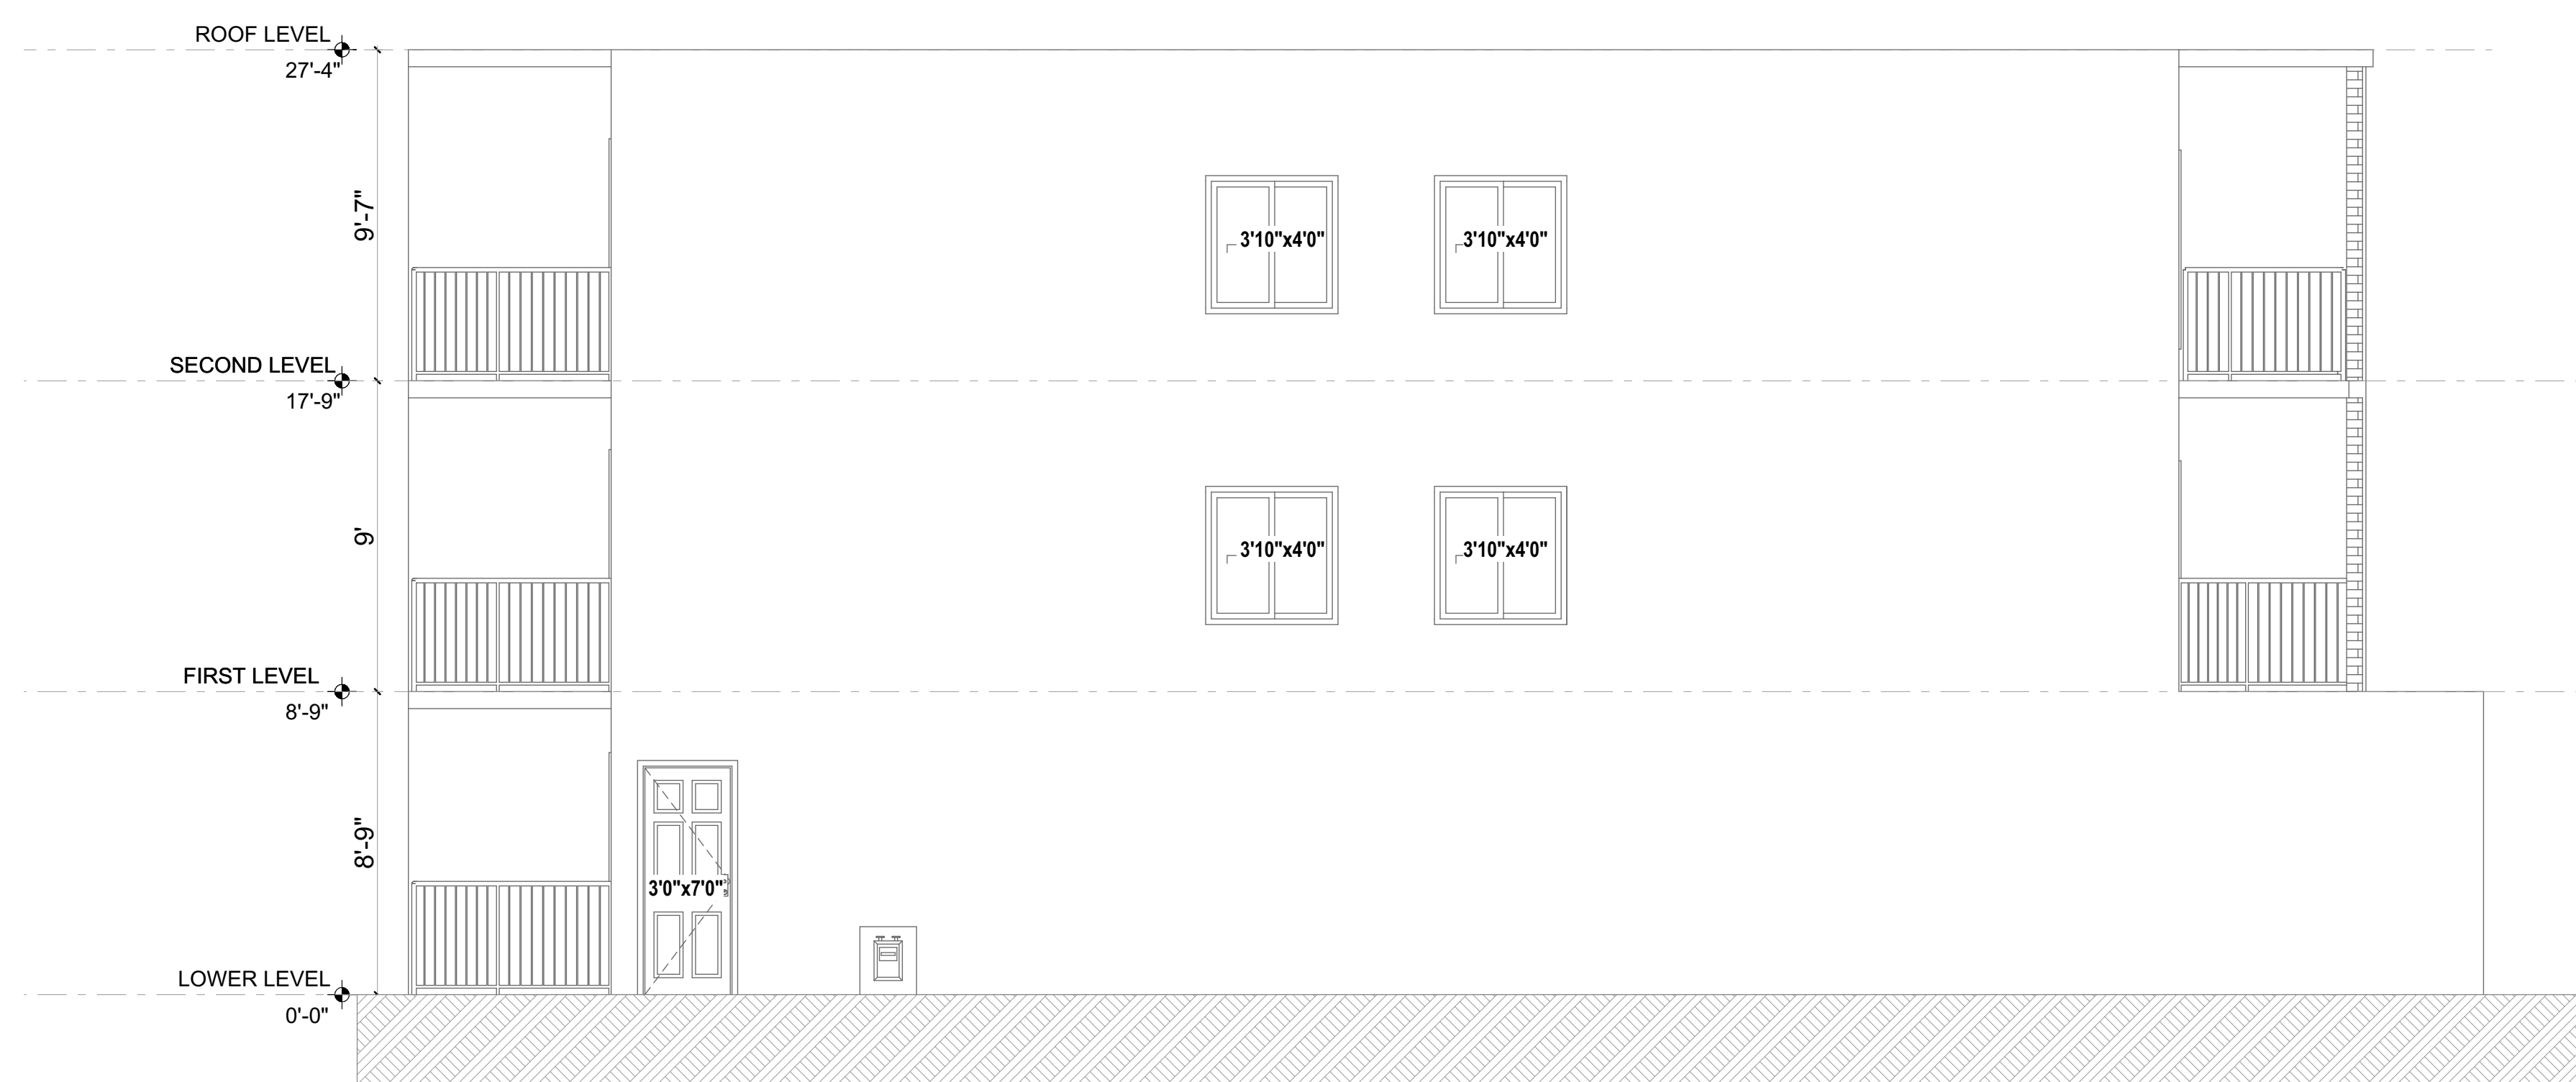 ROOF LEVEL
27'-4"
9'-7"
3'10"x4'0"
3'10"x4'0"
SECOND LEVEL
17'-9"
9'
3'10"x4'0"
3'10"x4'0"
FIRST LEVEL
8'-9"
8'-9"
3'0"x7'0"
LOWER LEVEL
0'-0"